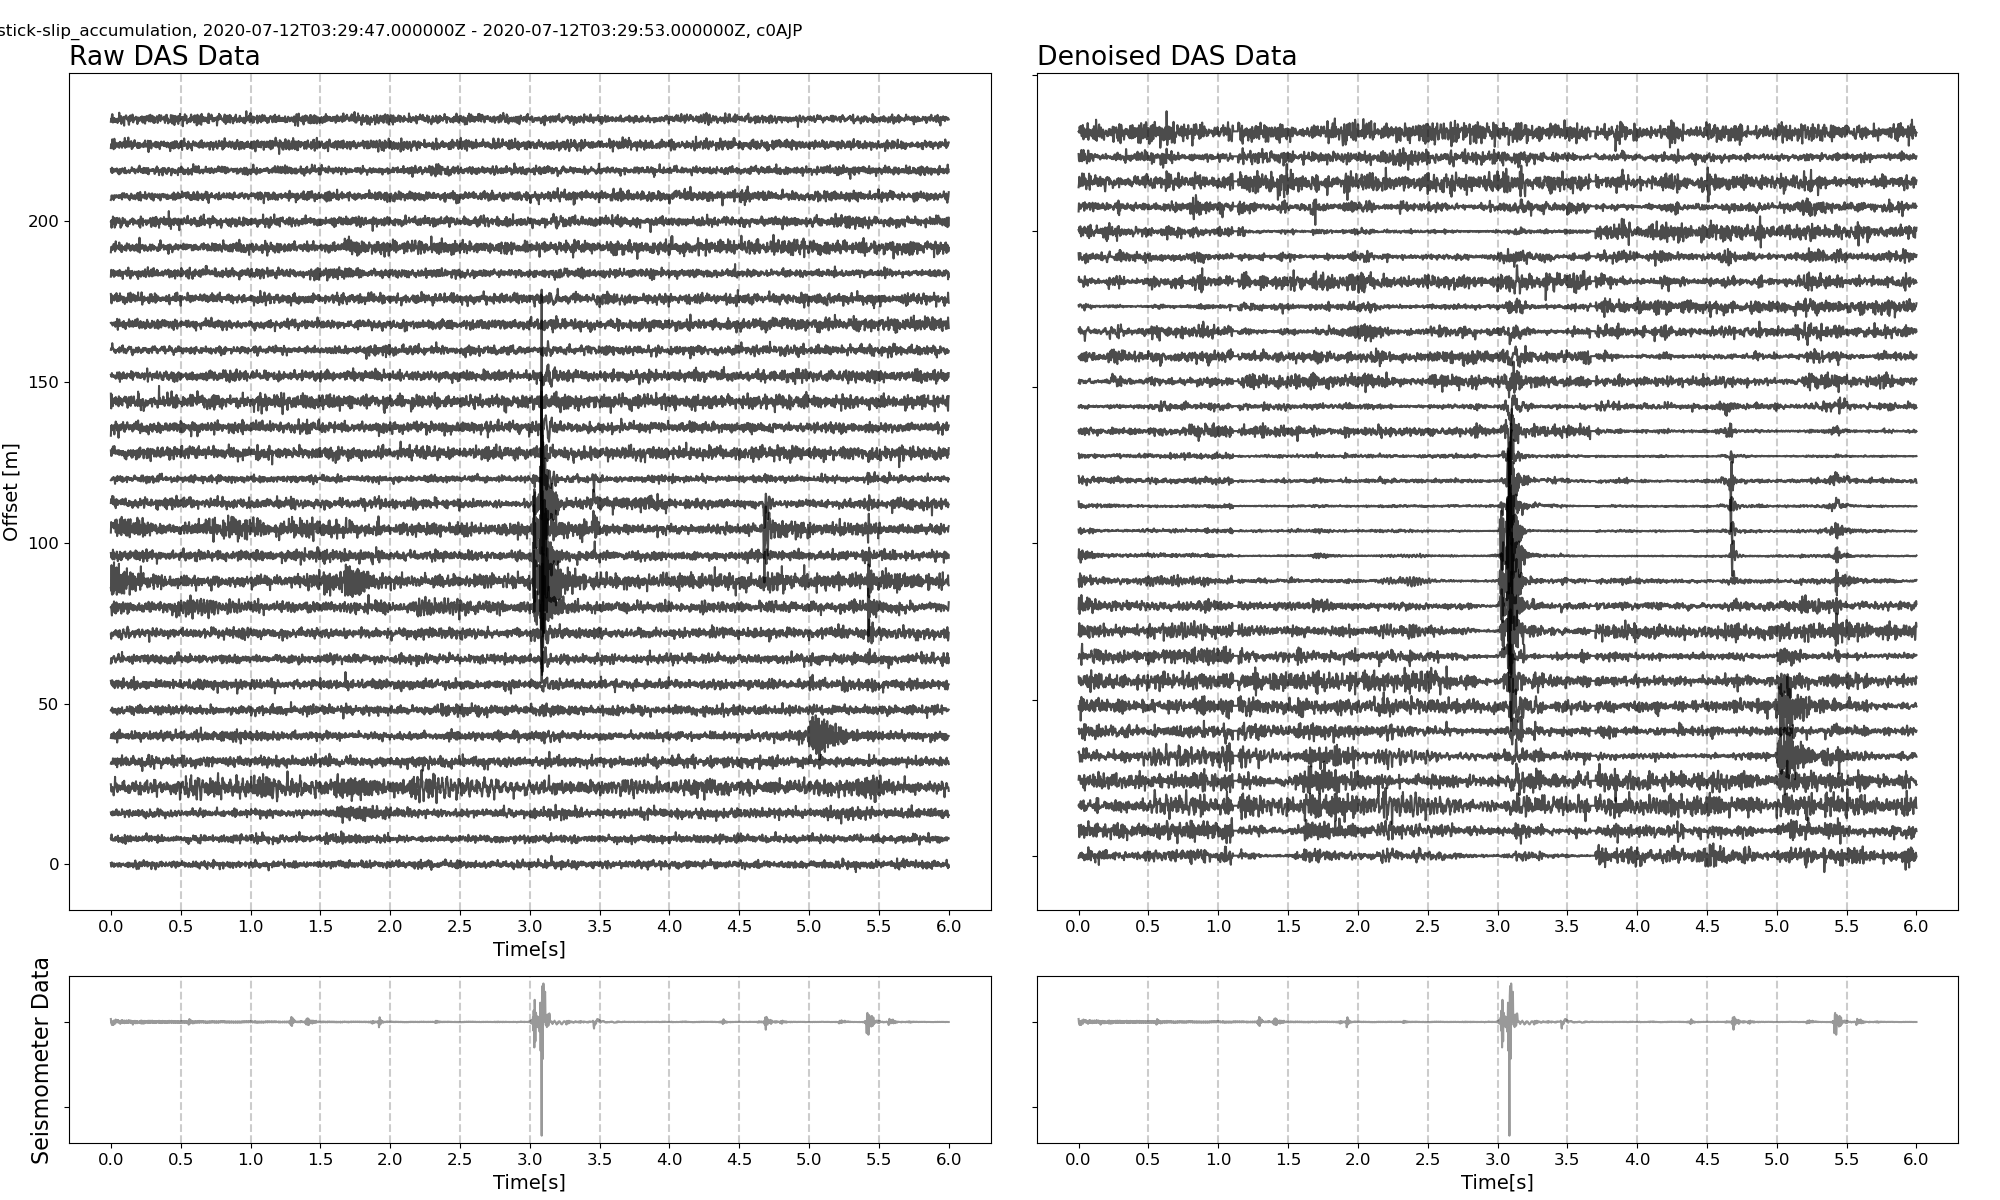 stick-slip_accumulation, 2020-07-12T03:29:47.000000Z - 2020-07-12T03:29:53.000000Z, c0AJP
Raw DAS Data
Denoised DAS Data
Offset [m]
200
150
100
50
0
0.0 0.5 1.0 1.5 2.0 2.5 3.0 3.5 4.0 4.5 5.0 5.5 6.0
Time[s]
0.0 0.5 1.0 1.5 2.0 2.5 3.0 3.5 4.0 4.5 5.0 5.5 6.0
Seismometer Data
0.0 0.5 1.0 1.5 2.0 2.5 3.0 3.5 4.0 4.5 5.0 5.5 6.0
Time[s]
0.0 0.5 1.0 1.5 2.0 2.5 3.0 3.5 4.0 4.5 5.0 5.5 6.0
Time[s]